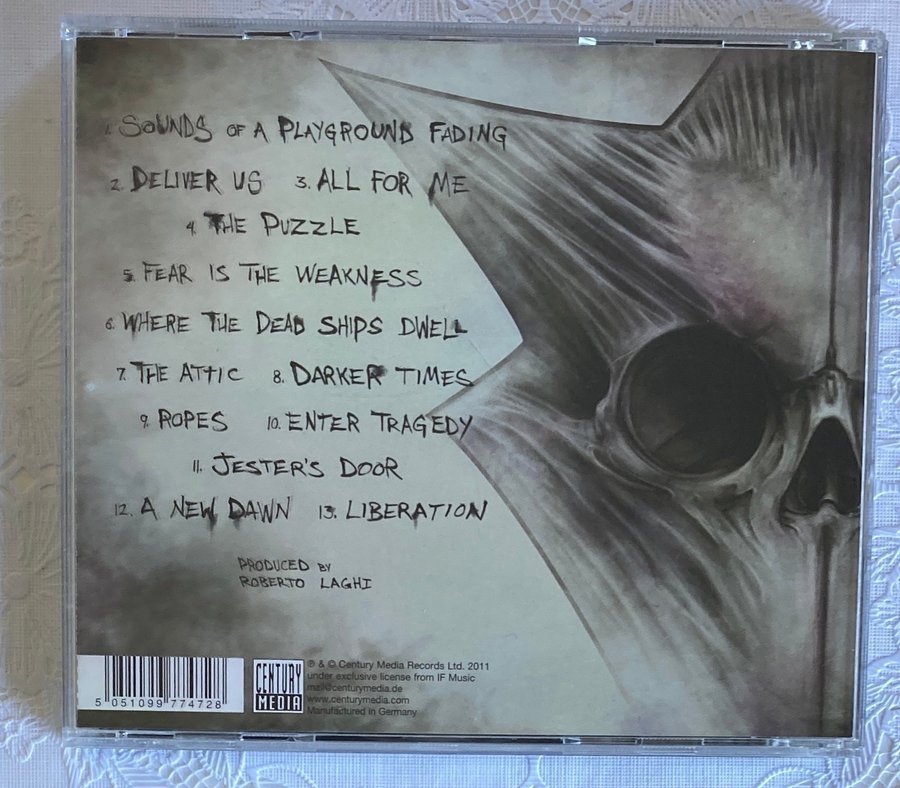 1. SOUNDS OF A PLAYGROUND FADING
2. DELIVER US 3. ALL FOR ME
4. THE PUZZLE
5. FEAR IS THE WEAKNESS
6. WHERE THE DEAD SHIPS DWELL
7. THE ATTIC 8. DARKER TIMES
9. ROPES 10. ENTER TRAGEDY
11. JESTER'S DOOR
12. A NEW DAWN 13. LIBERATION
PRODUCED BY
ROBERTO LAGHI
5 051099 774728
CENTURY
MEDIA
℗ & © Century Media Records Ltd. 2011
under exclusive license from IF Music
mail@centurymedia.de
www.centurymedia.com
Manufactured in Germany